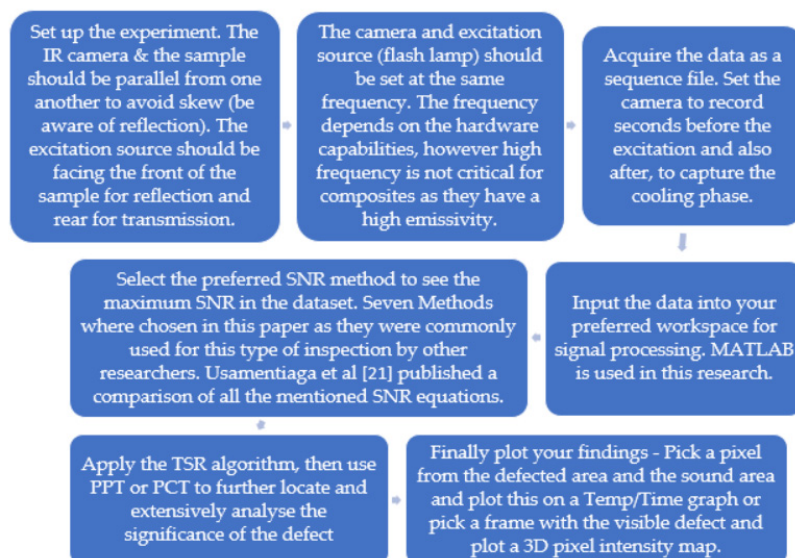 Set up the experiment. The
IR camera & the sample
should be parallel from one
another to avoid skew (be
aware of reflection). The
excitation source should be
facing the front of the
sample for reflection and
rear for transmission.
The camera and excitation
source (flash lamp) should
be set at the same
frequency. The frequency
depends on the hardware
capabilities, however high
frequency is not critical for
composites as they have a
high emissivity.
Acquire the data as a
sequence file. Set the
camera to record
seconds before the
excitation and also
after, to capture the
cooling phase.
Input the data into your
preferred workspace for
signal processing. MATLAB
is used in this research.
Select the preferred SNR method to see the
maximum SNR in the dataset. Seven Methods
where chosen in this paper as they were commonly
used for this type of inspection by other
researchers. Usamentiaga et al [21] published a
comparison of all the mentioned SNR equations.
Apply the TSR algorithm, then use
PPT or PCT to further locate and
extensively analyse the
significance of the defect
Finally plot your findings - Pick a pixel
from the defected area and the sound area
and plot this on a Temp/Time graph or
pick a frame with the visible defect and
plot a 3D pixel intensity map.